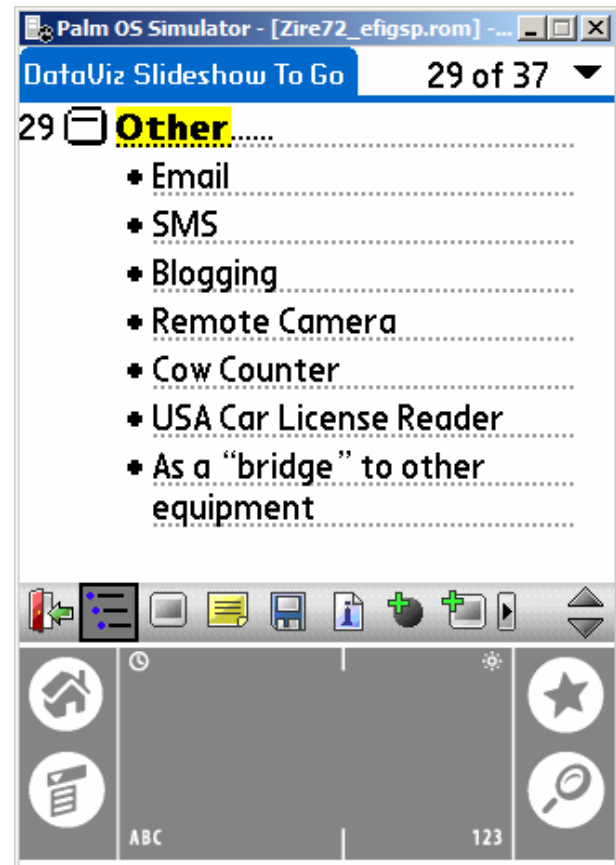 Palm OS Simulator - [Zire72_efigsp.rom] -...
DataViz Slideshow To Go 29 of 37
29 Other......
• Email
• SMS
• Blogging
• Remote Camera
• Cow Counter
• USA Car License Reader
• As a “bridge” to other
equipment
ABC 123